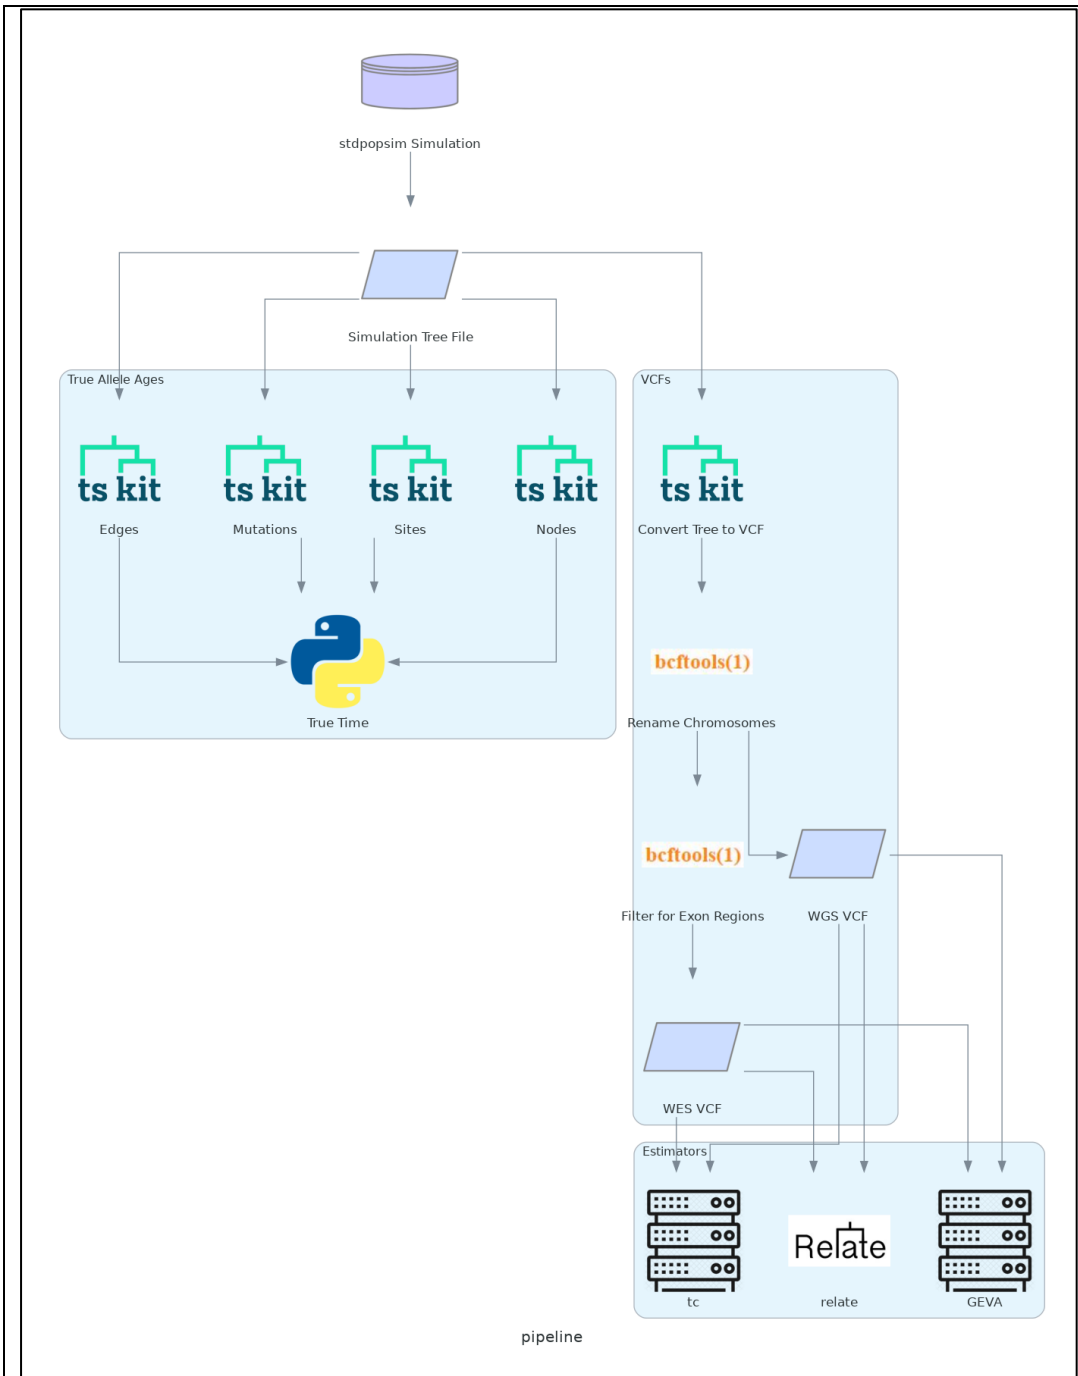 stdpopsim Simulation
Simulation Tree File
True Allele Ages
VCFs
ts kit
ts kit
ts kit
ts kit
ts kit
Edges
Mutations
Sites
Nodes
Convert Tree to VCF
bcftools(1)
True Time
Rename Chromosomes
bcftools(1)
Filter for Exon Regions
WGS VCF
WES VCF
Estimators
Relate
tc
relate
GEVA
pipeline